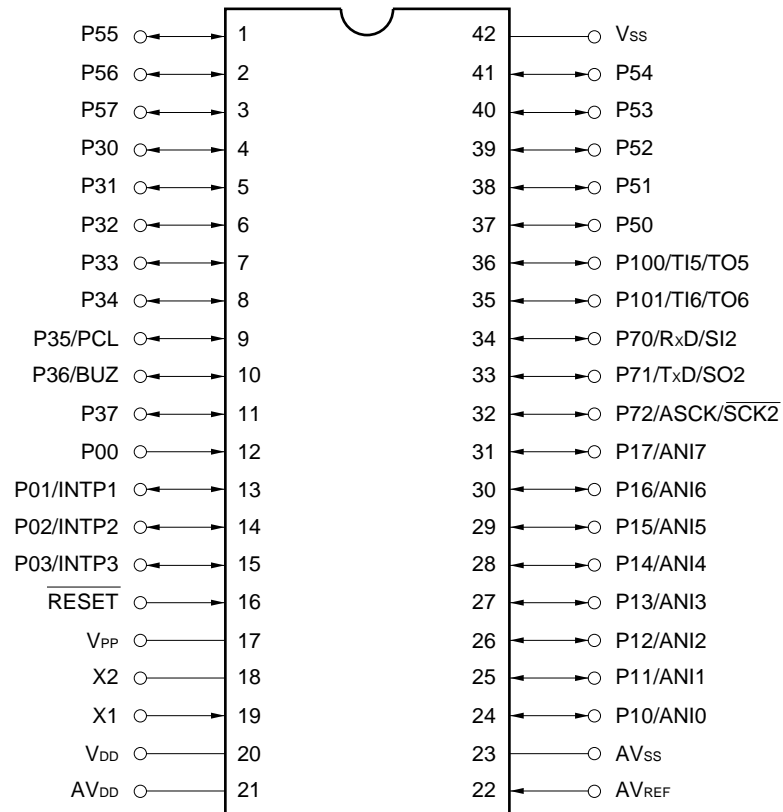 P55 1 42 VSS
P56 2 41 P54
P57 3 40 P53
P30 4 39 P52
P31 5 38 P51
P32 6 37 P50
P33 7 36 P100/TI5/TO5
P34 8 35 P101/TI6/TO6
P35/PCL 9 34 P70/RxD/SI2
P36/BUZ 10 33 P71/TxD/SO2
P37 11 32 P72/ASCK/S̅C̅K̅2̅
P00 12 31 P17/ANI7
P01/INTP1 13 30 P16/ANI6
P02/INTP2 14 29 P15/ANI5
P03/INTP3 15 28 P14/ANI4
R̅E̅S̅E̅T̅ 16 27 P13/ANI3
VPP 17 26 P12/ANI2
X2 18 25 P11/ANI1
X1 19 24 P10/ANI0
VDD 20 23 AVSS
AVDD 21 22 AVREF